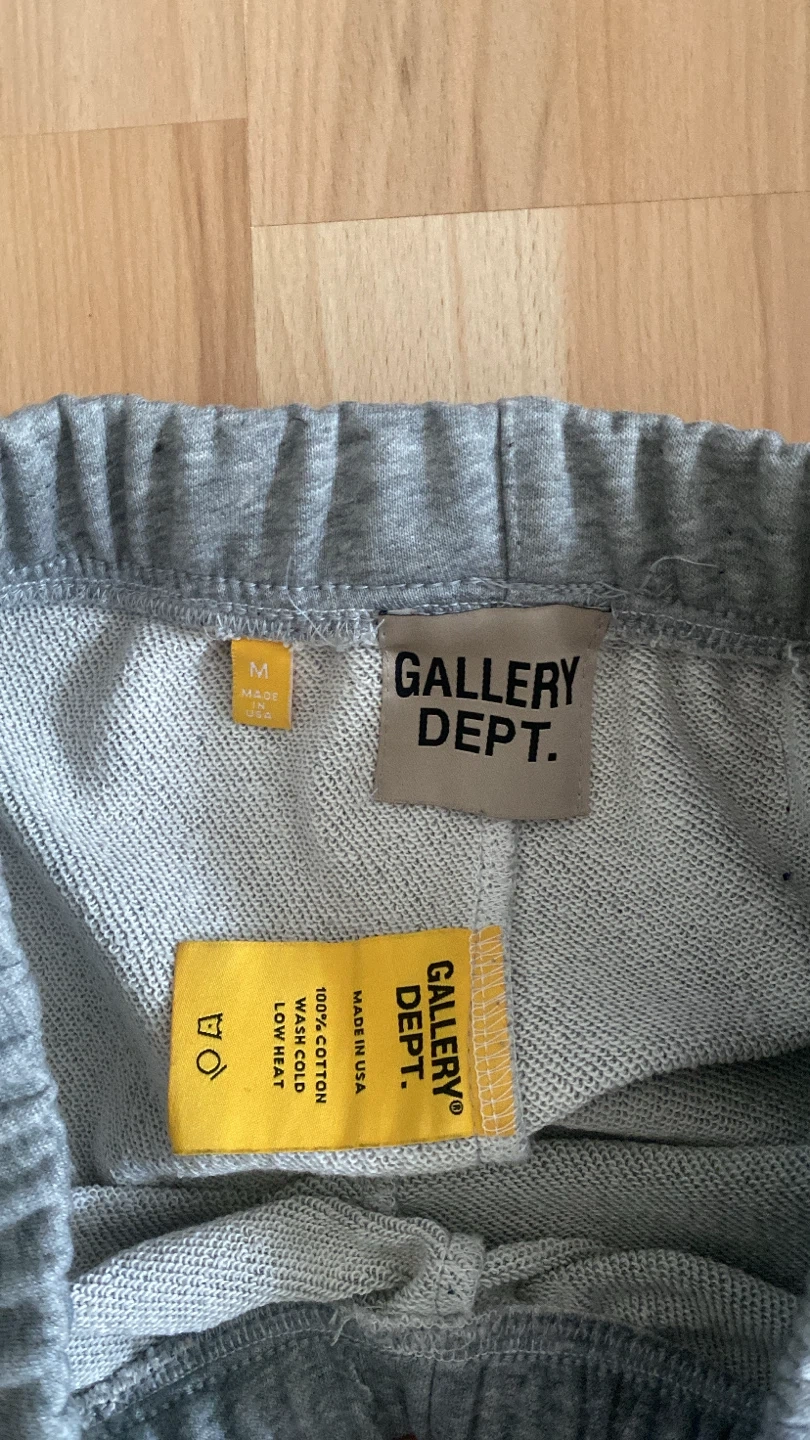 M
MADE
IN
USA
GALLERY
DEPT.
GALLERY®
DEPT.
MADE IN USA
100% COTTON
WASH COLD
LOW HEAT